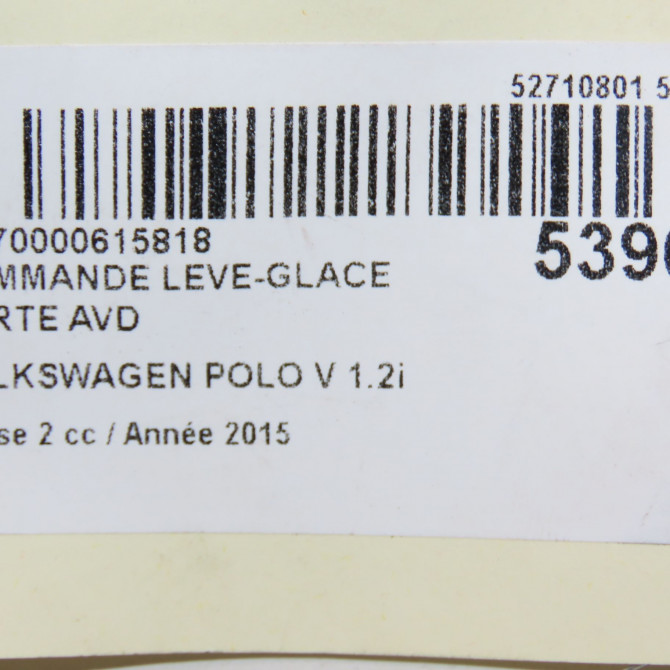 52710801 5
70000615818
5396
MMANDE LEVE-GLACE
RTE AVD
LKSWAGEN POLO V 1.2i
se 2 cc / Année 2015